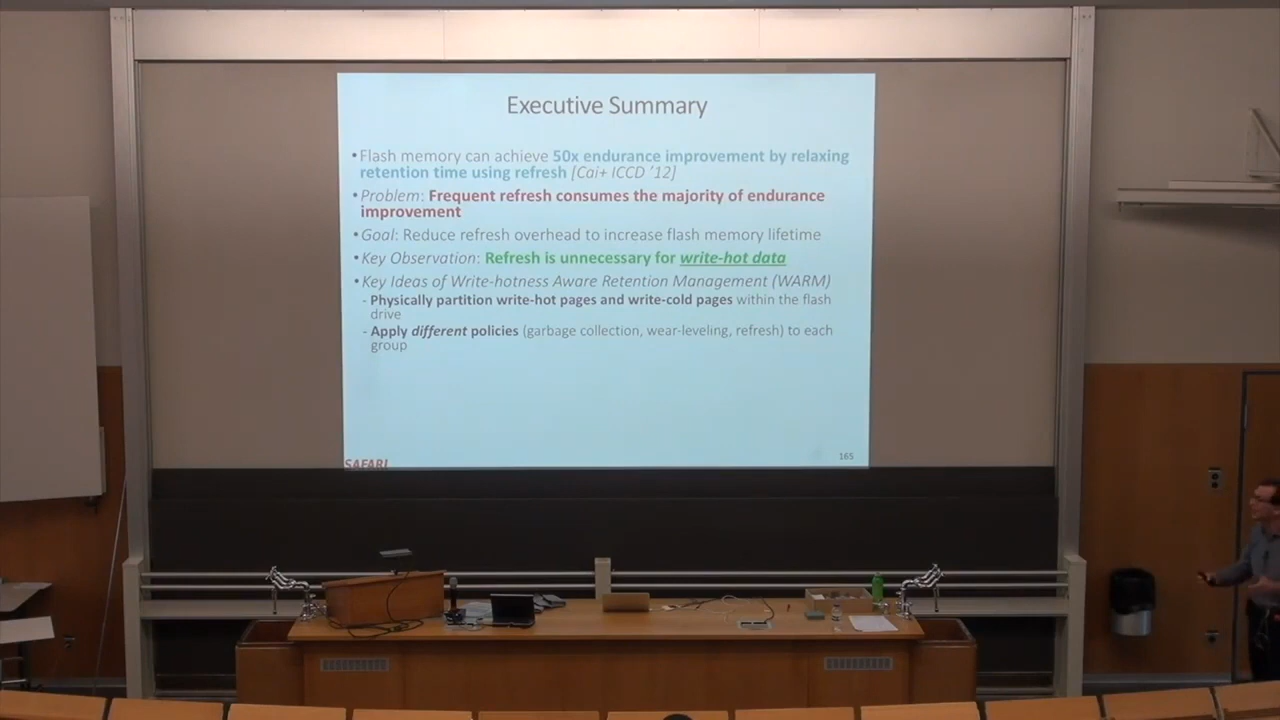 Executive Summary
• Flash memory can achieve 50x endurance improvement by relaxing
retention time using refresh [Cai+ ICCD '12]
• Problem: Frequent refresh consumes the majority of endurance
improvement
• Goal: Reduce refresh overhead to increase flash memory lifetime
• Key Observation: Refresh is unnecessary for write-hot data
• Key Ideas of Write-hotness Aware Retention Management (WARM)
- Physically partition write-hot pages and write-cold pages within the flash
drive
- Apply different policies (garbage collection, wear-leveling, refresh) to each
group
SAFARI
165